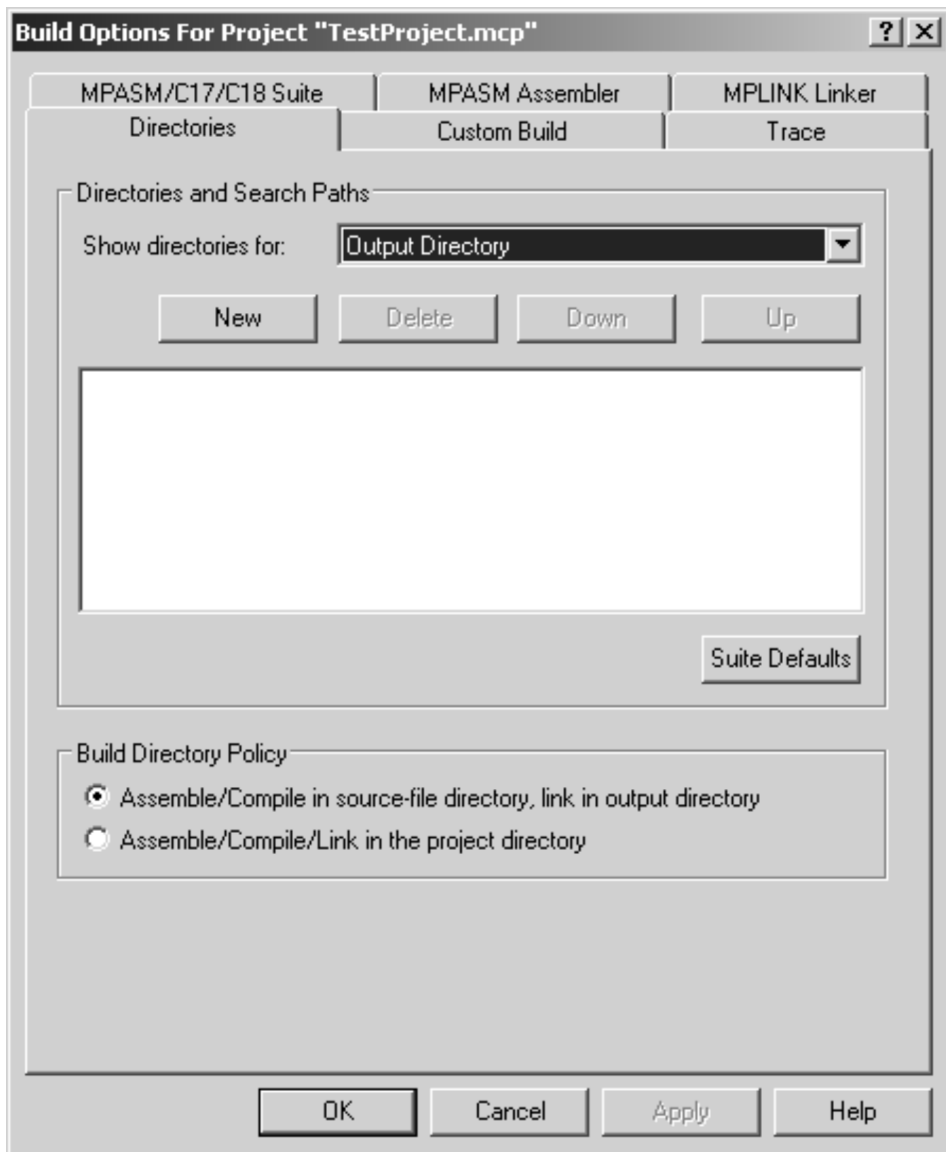 Build Options For Project "TestProject.mcp"
MPASM/C17/C18 Suite MPASM Assembler MPLINK Linker
Directories Custom Build Trace
Directories and Search Paths
Show directories for: Output Directory
New Delete Down Up
Suite Defaults
Build Directory Policy
Assemble/Compile in source-file directory, link in output directory
Assemble/Compile/Link in the project directory
OK Cancel Apply Help